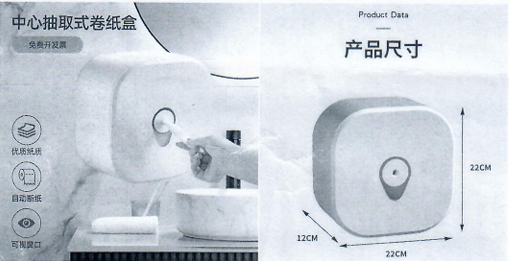 中心抽取式卷纸盒
免费开发票
优质纸质
自动断纸
可视窗口
Product Data
产品尺寸
22CM
12CM
22CM